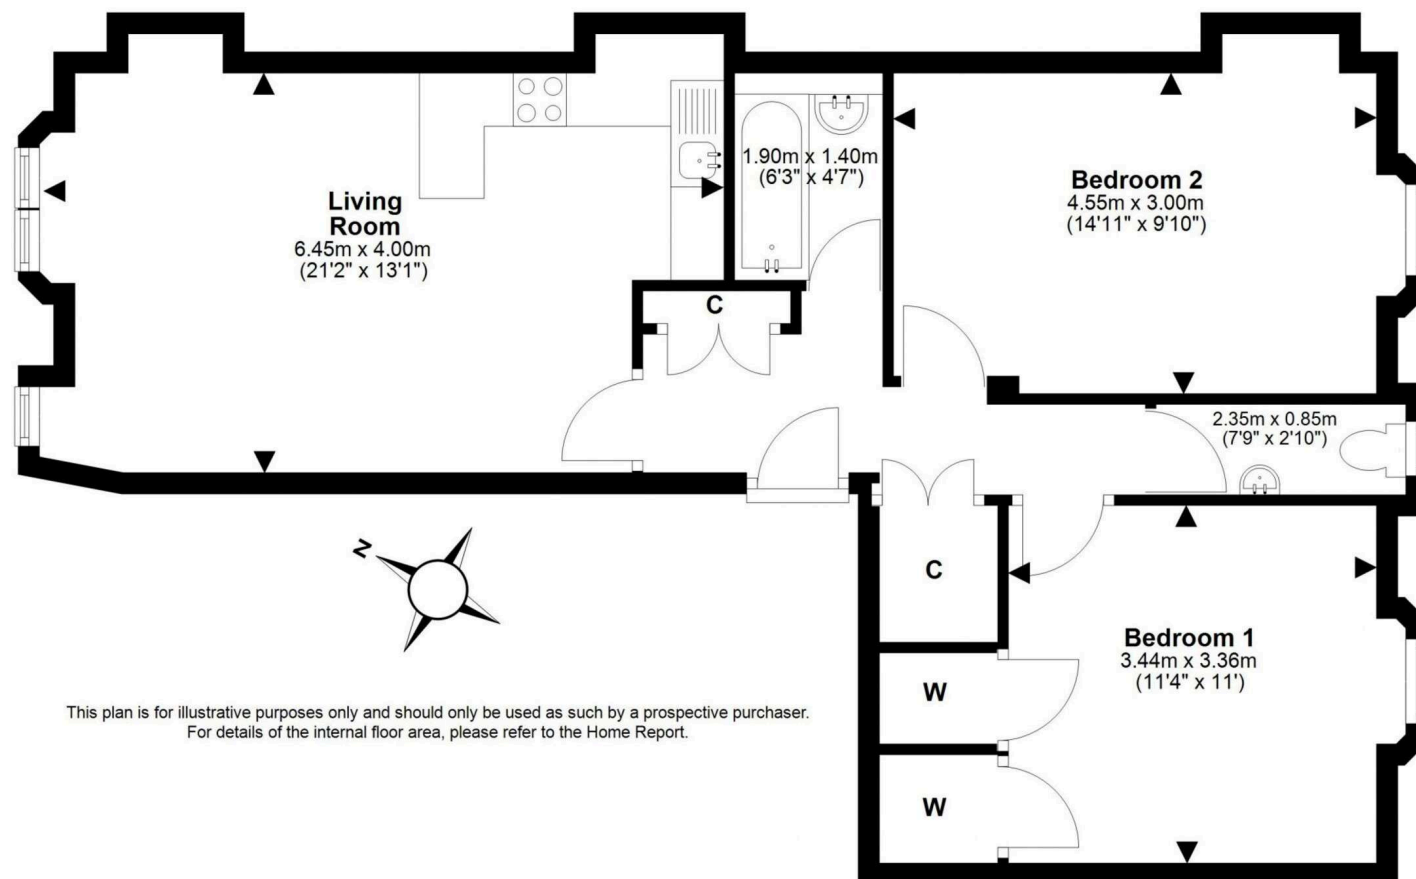 Living
Room
6.45m x 4.00m
(21'2" x 13'1")
1.90m x 1.40m
(6'3" x 4'7")
Bedroom 2
4.55m x 3.00m
(14'11" x 9'10")
C
2.35m x 0.85m
(7'9" x 2'10")
N
C
Bedroom 1
3.44m x 3.36m
(11'4" x 11')
W
W
This plan is for illustrative purposes only and should only be used as such by a prospective purchaser.
For details of the internal floor area, please refer to the Home Report.